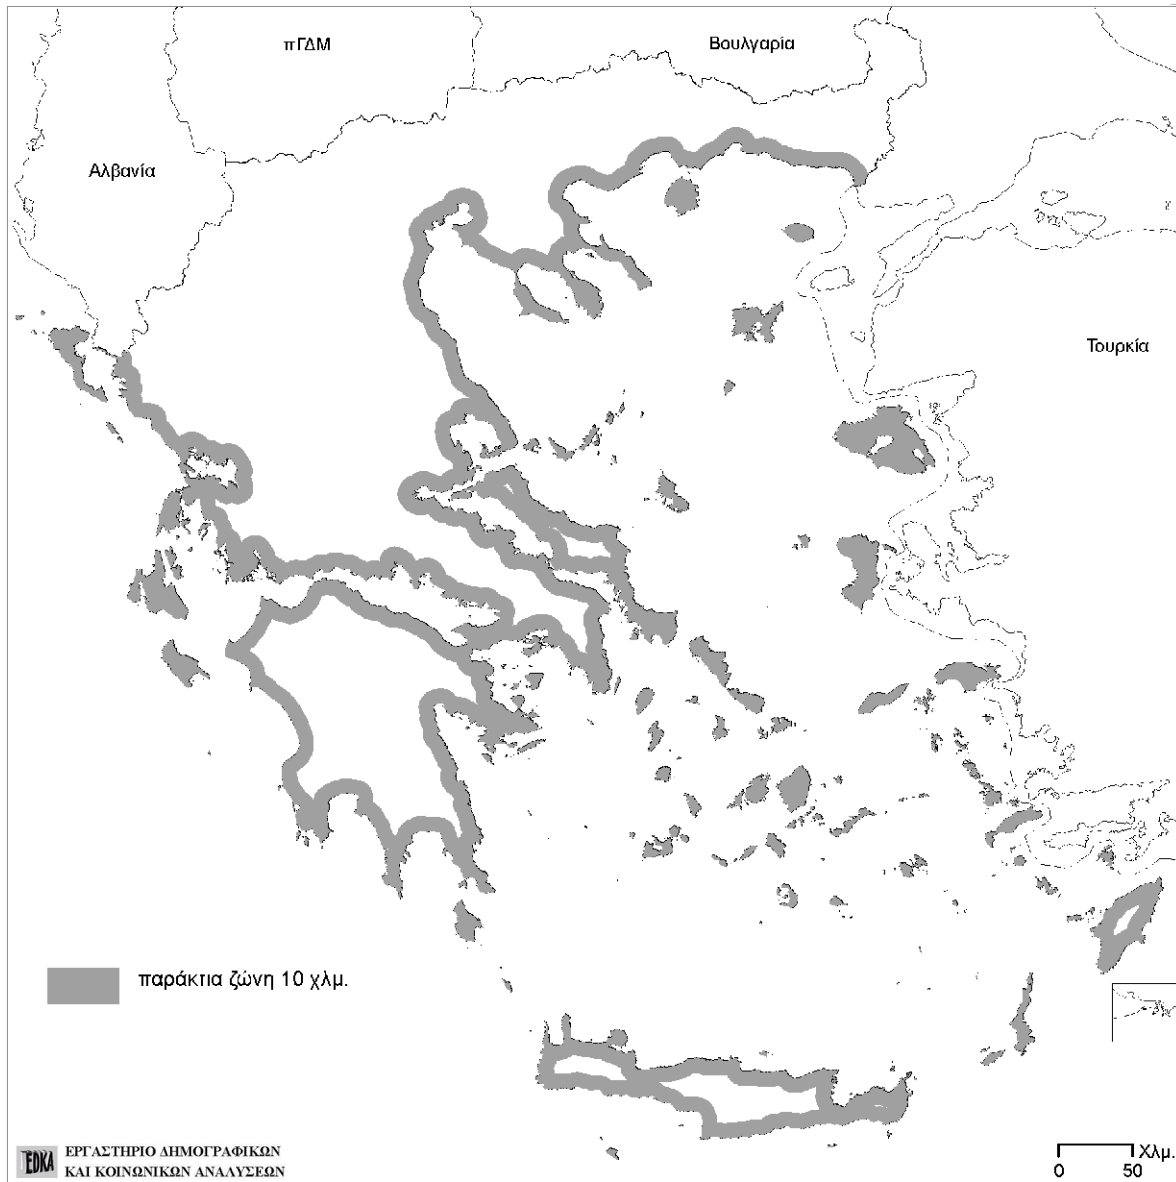 πΓΔΜ
Βουλγαρία
Αλβανία
Τουρκία
παράκτια ζώνη 10 χλμ.
ΕΔΚΑ
ΕΡΓΑΣΤΗΡΙΟ ΔΗΜΟΓΡΑΦΙΚΩΝ
ΚΑΙ ΚΟΙΝΩΝΙΚΩΝ ΑΝΑΛΥΣΕΩΝ
Χλμ.
0 50